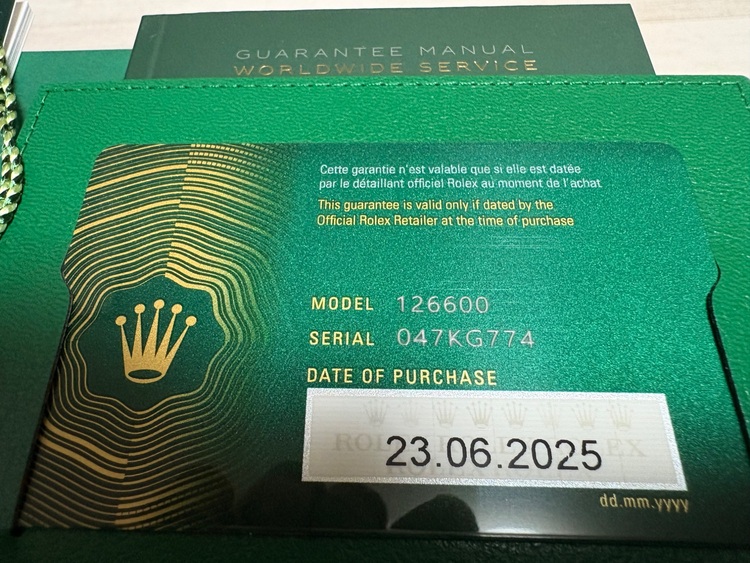 GUARANTEE MANUAL
WORLDWIDE SERVICE
Cette garantie n'est valable que si elle est datée
par le détaillant officiel Rolex au moment de l'achat
This guarantee is valid only if dated by the
Official Rolex Retailer at the time of purchase
MODEL 126600
SERIAL 047KG774
DATE OF PURCHASE
23.06.2025
dd.mm.yyyy